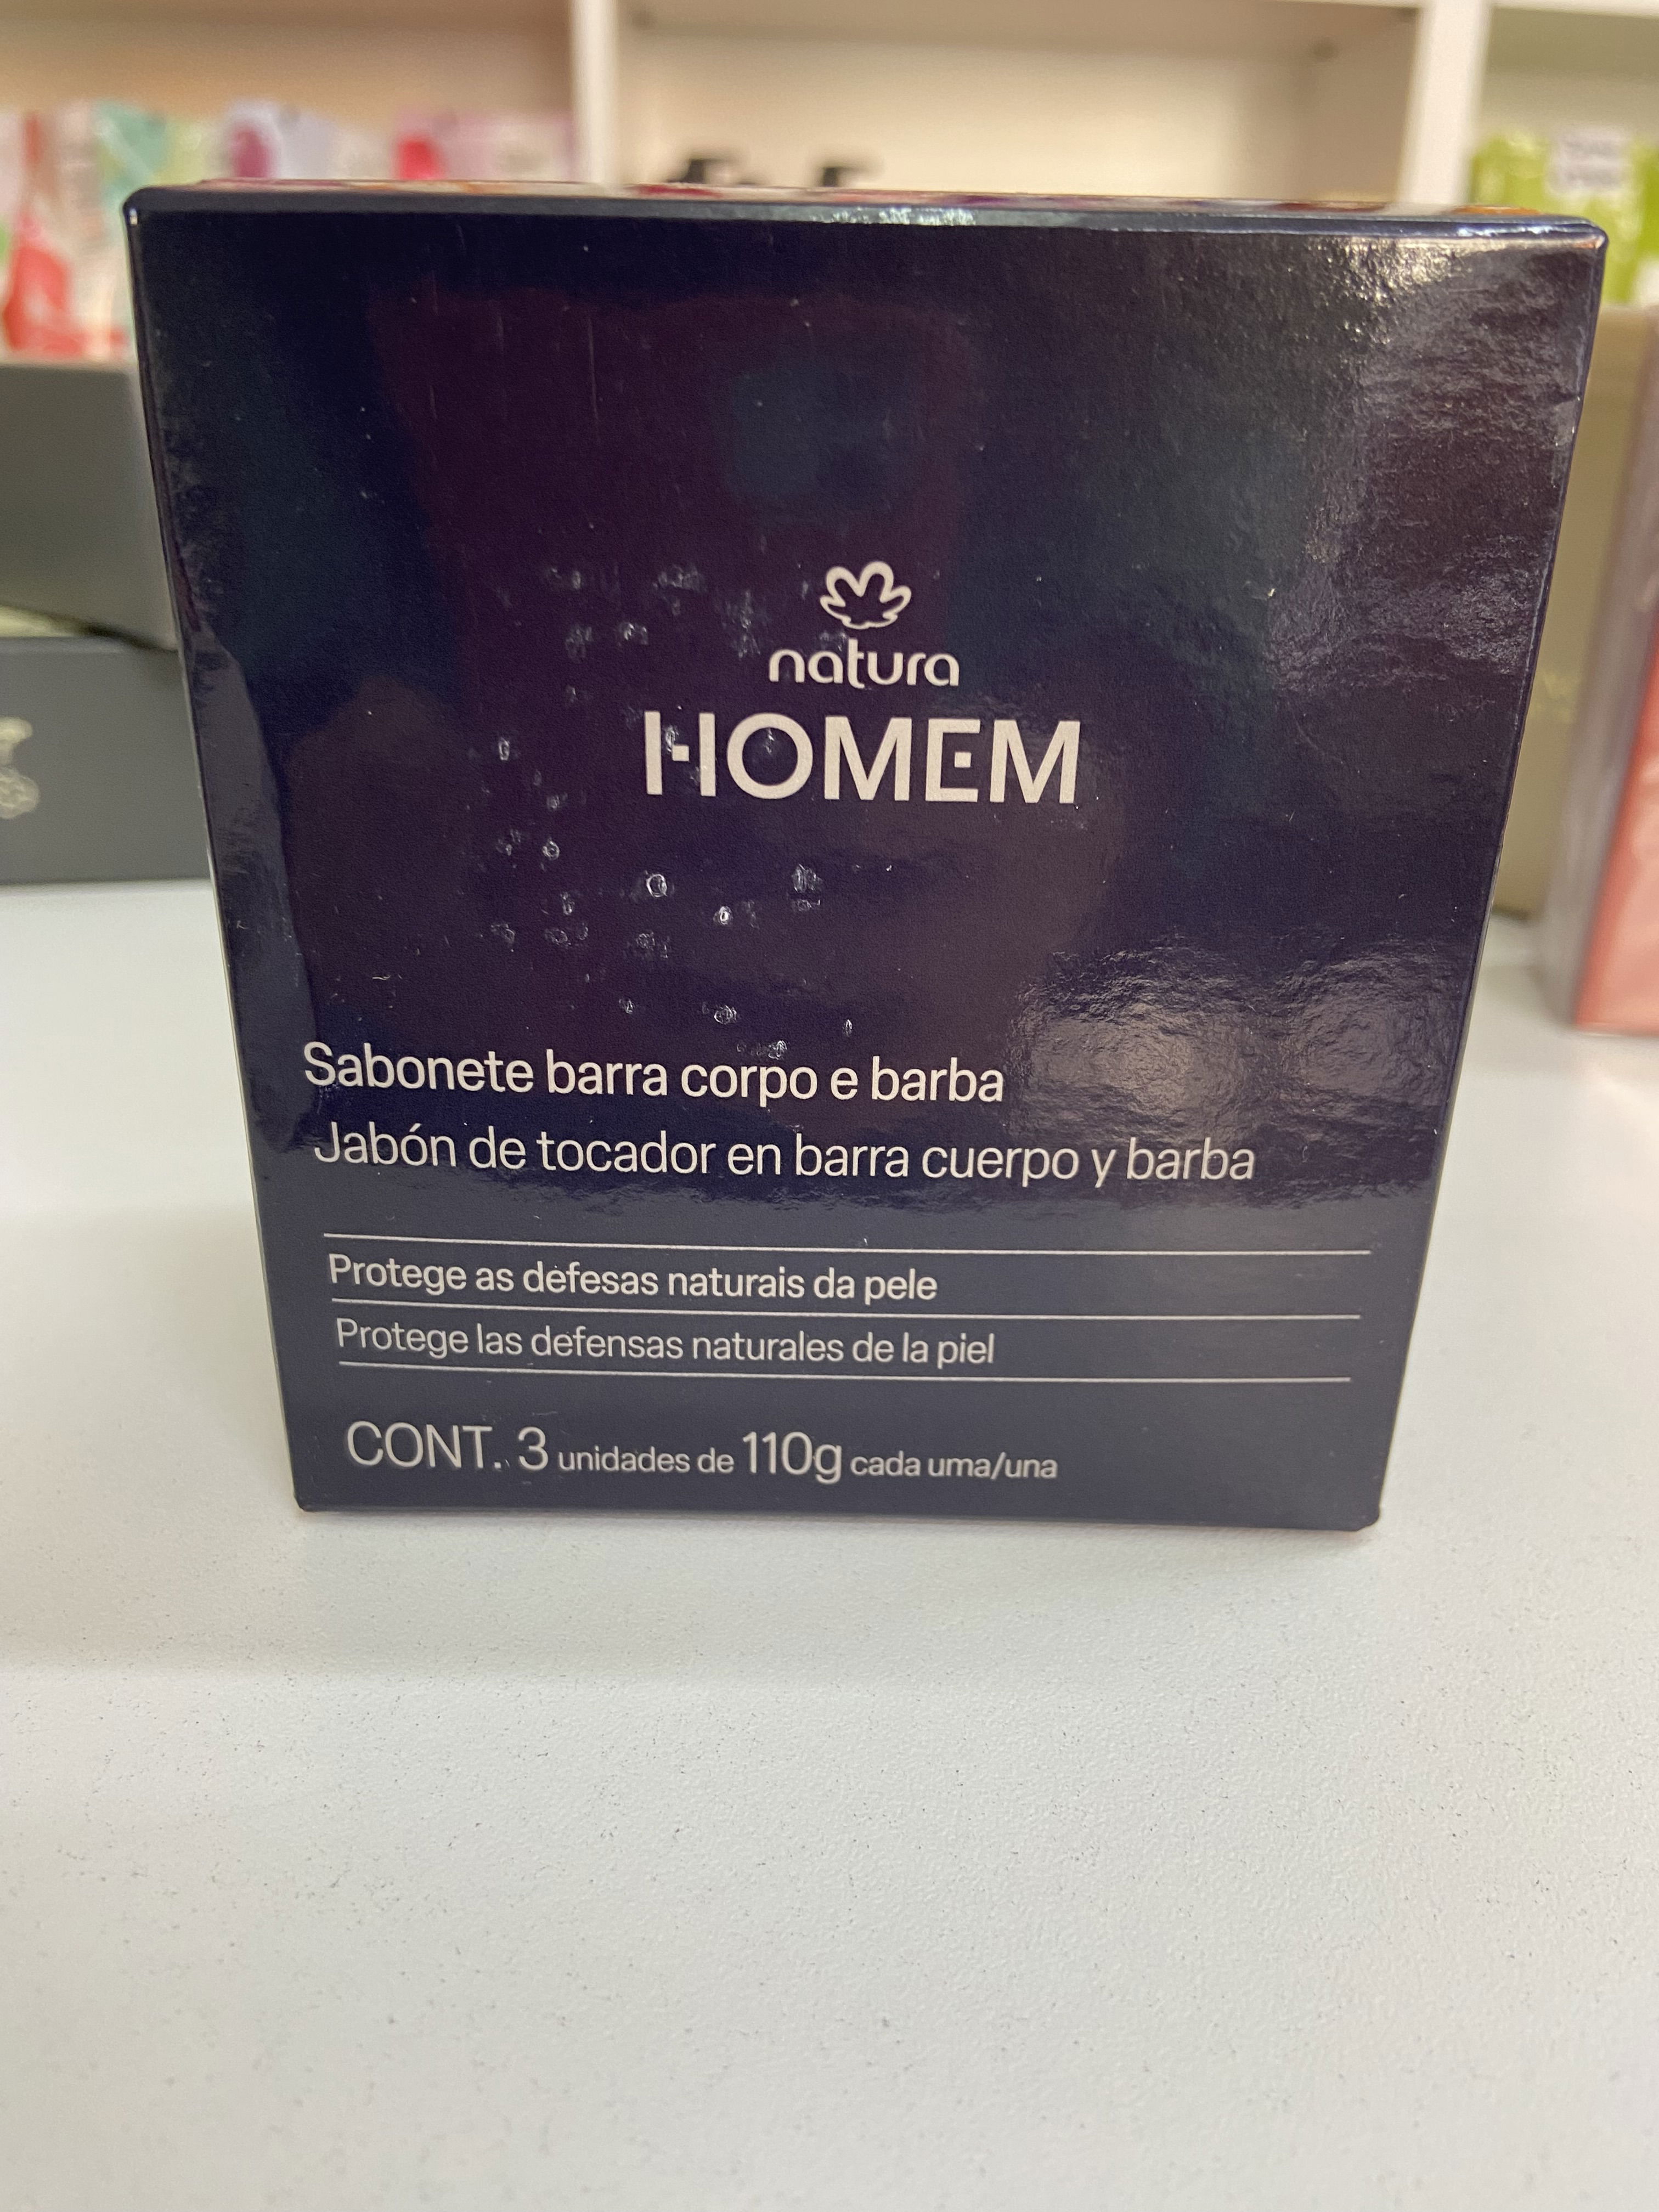 natura
HOMEM
Sabonete barra corpo e barba
Jabón de tocador en barra cuerpo y barba
Protege as defesas naturais da pele
Protege las defensas naturales de la piel
CONT. 3 unidades de 110g cada uma/una